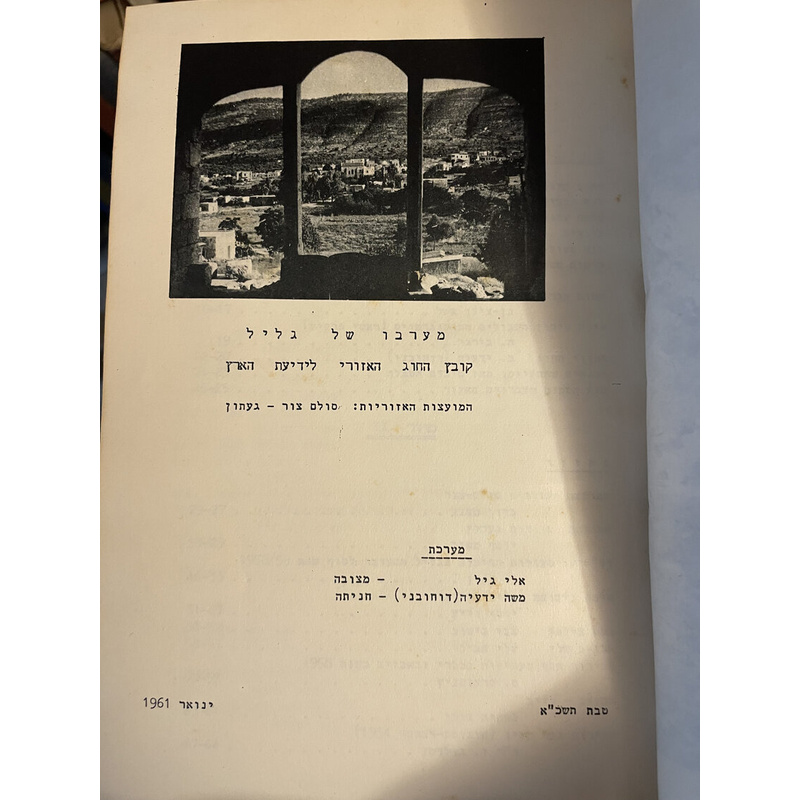 מערבו של גליל
קובץ החוג האזורי לידיעת הארץ
המועצות האזוריות: סולם צור – געתון
מערכת
אלי גיל – מצובה
משה ידעיה(דוחובני) – חניתה
טבת תשכ"א ינואר 1961